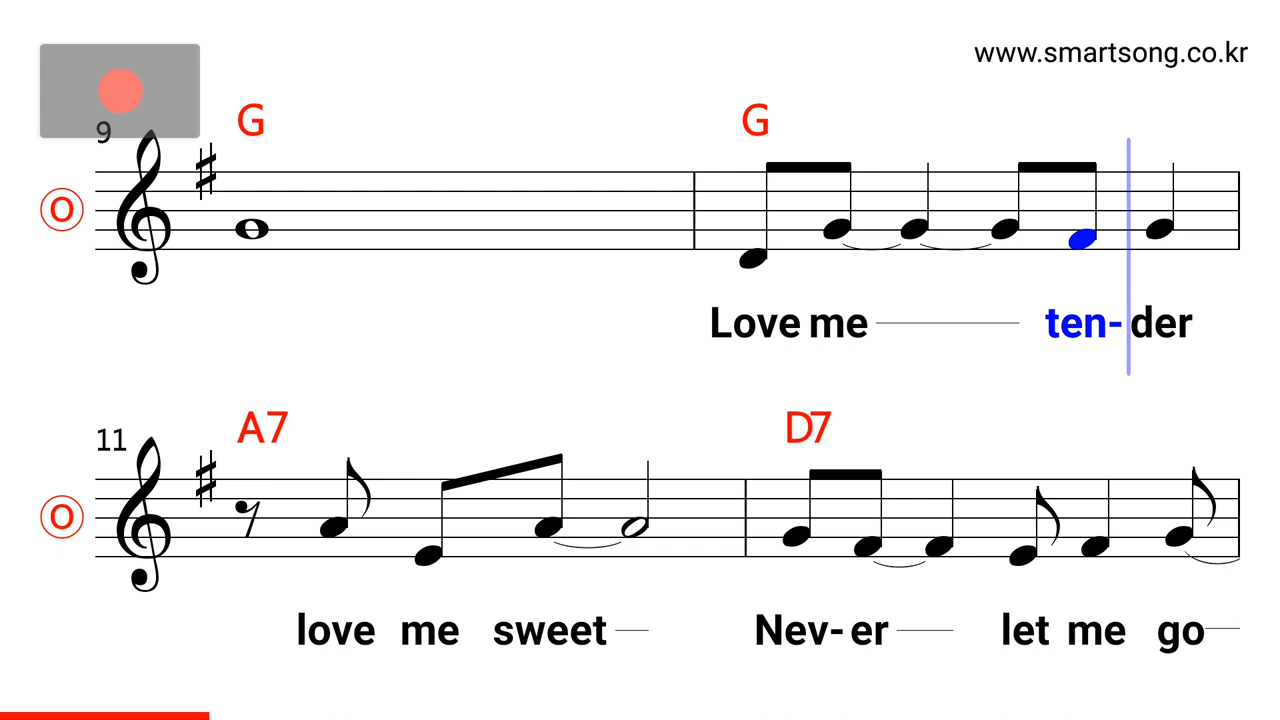 www.smartsong.co.kr
9
G G
O
Love me ten- der
11
A7 D7
O
love me sweet Nev- er let me go